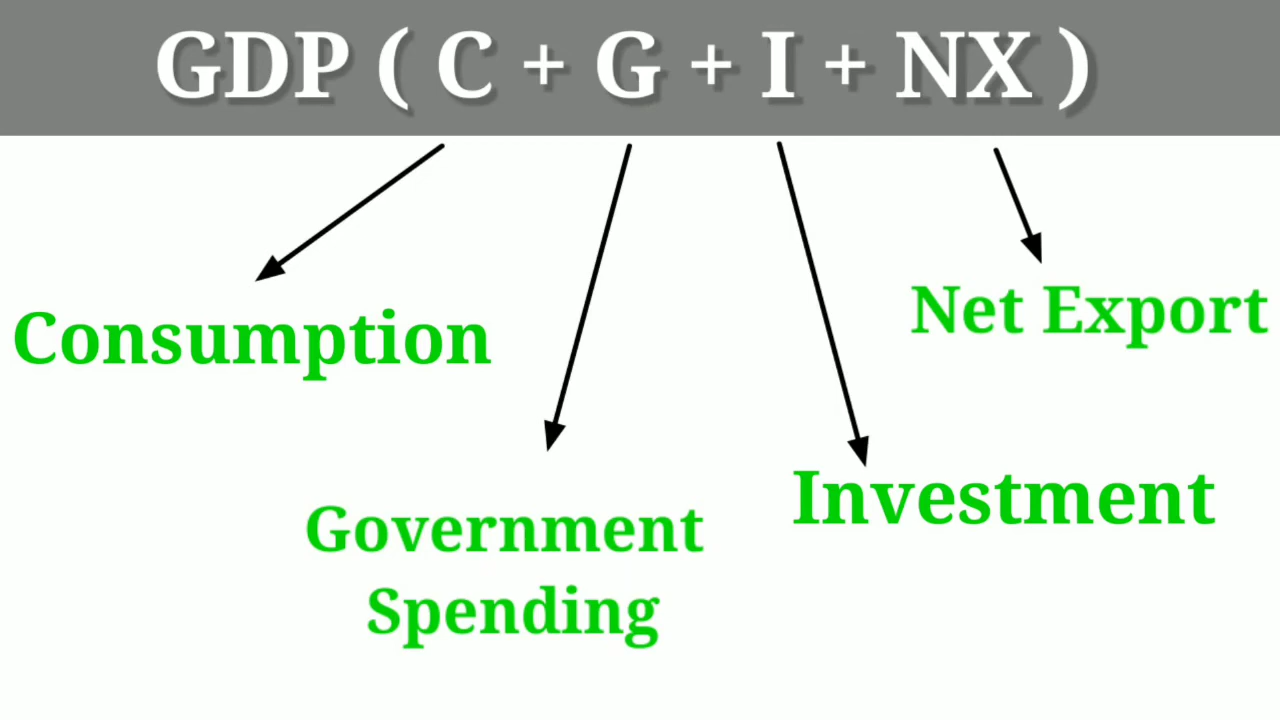 GDP ( C + G + I + NX )
Consumption
Government
Spending
Investment
Net Export